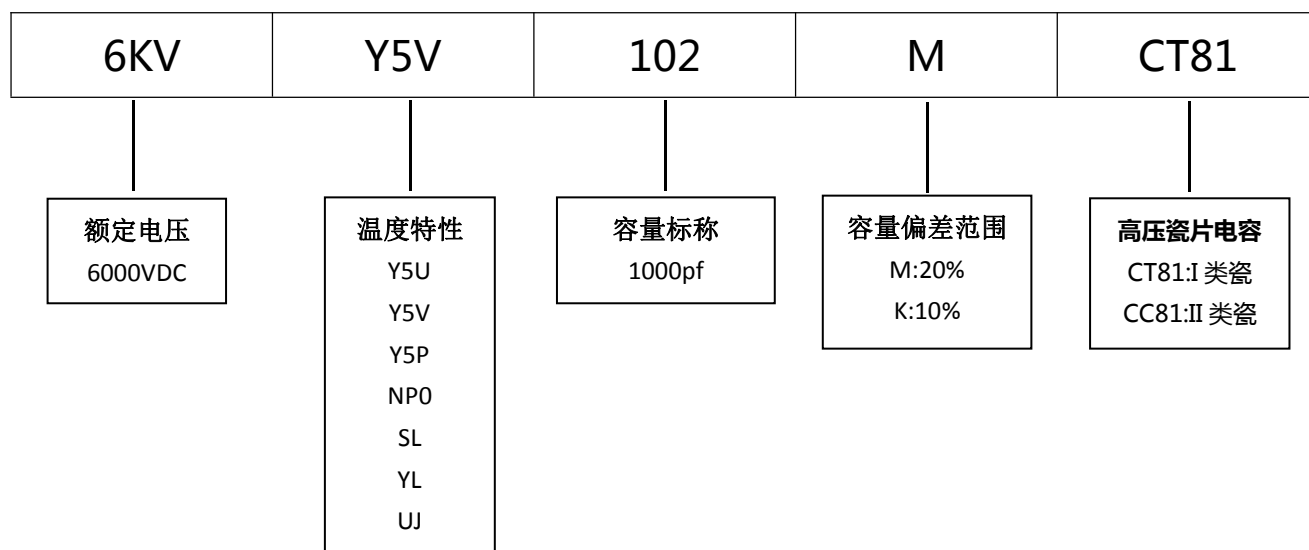 6KV Y5V 102 M CT81
额定电压
6000VDC
温度特性
Y5U
Y5V
Y5P
NP0
SL
YL
UJ
容量标称
1000pf
容量偏差范围
M:20%
K:10%
高压瓷片电容
CT81:I 类瓷
CC81:II 类瓷